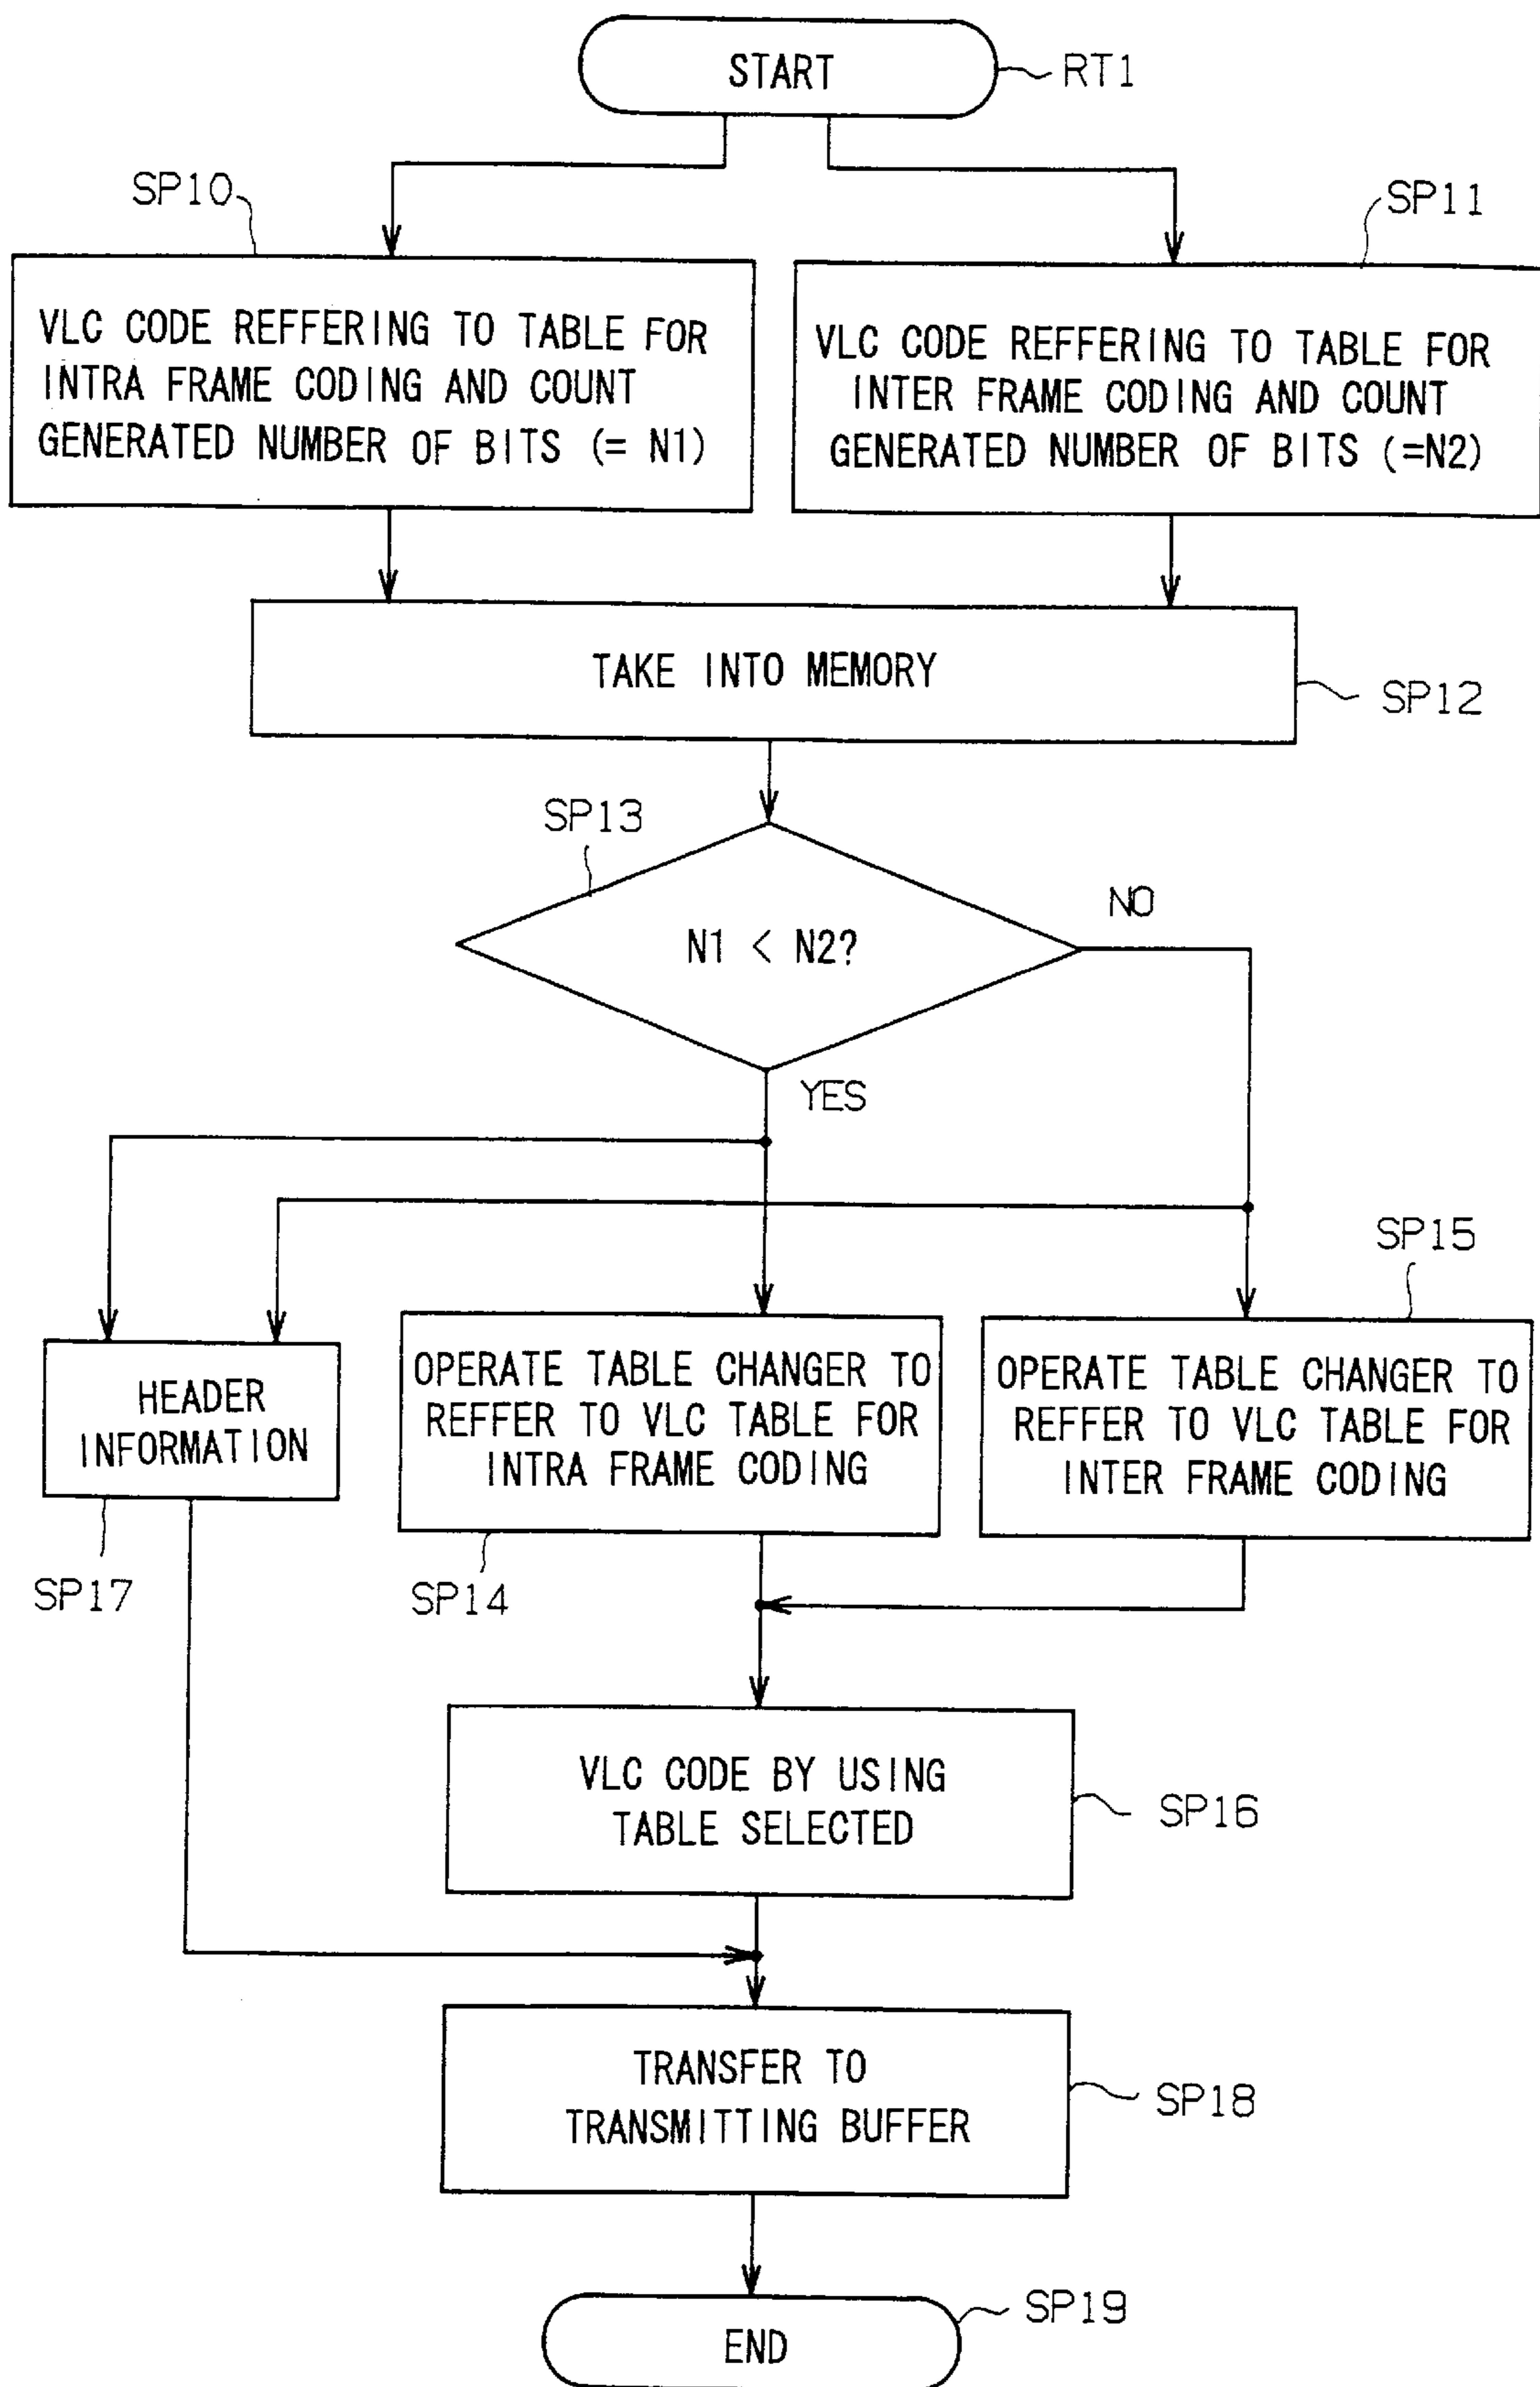 START
RT1
SP10
SP11
VLC CODE REFFERING TO TABLE FOR
INTRA FRAME CODING AND COUNT
GENERATED NUMBER OF BITS (= N1)
VLC CODE REFFERING TO TABLE FOR
INTER FRAME CODING AND COUNT
GENERATED NUMBER OF BITS (=N2)
TAKE INTO MEMORY
SP12
SP13
N1 < N2?
NO
YES
SP15
HEADER
INFORMATION
OPERATE TABLE CHANGER TO
REFFER TO VLC TABLE FOR
INTRA FRAME CODING
OPERATE TABLE CHANGER TO
REFFER TO VLC TABLE FOR
INTER FRAME CODING
SP17
SP14
VLC CODE BY USING
TABLE SELECTED
SP16
TRANSFER TO
TRANSMITTING BUFFER
SP18
SP19
END